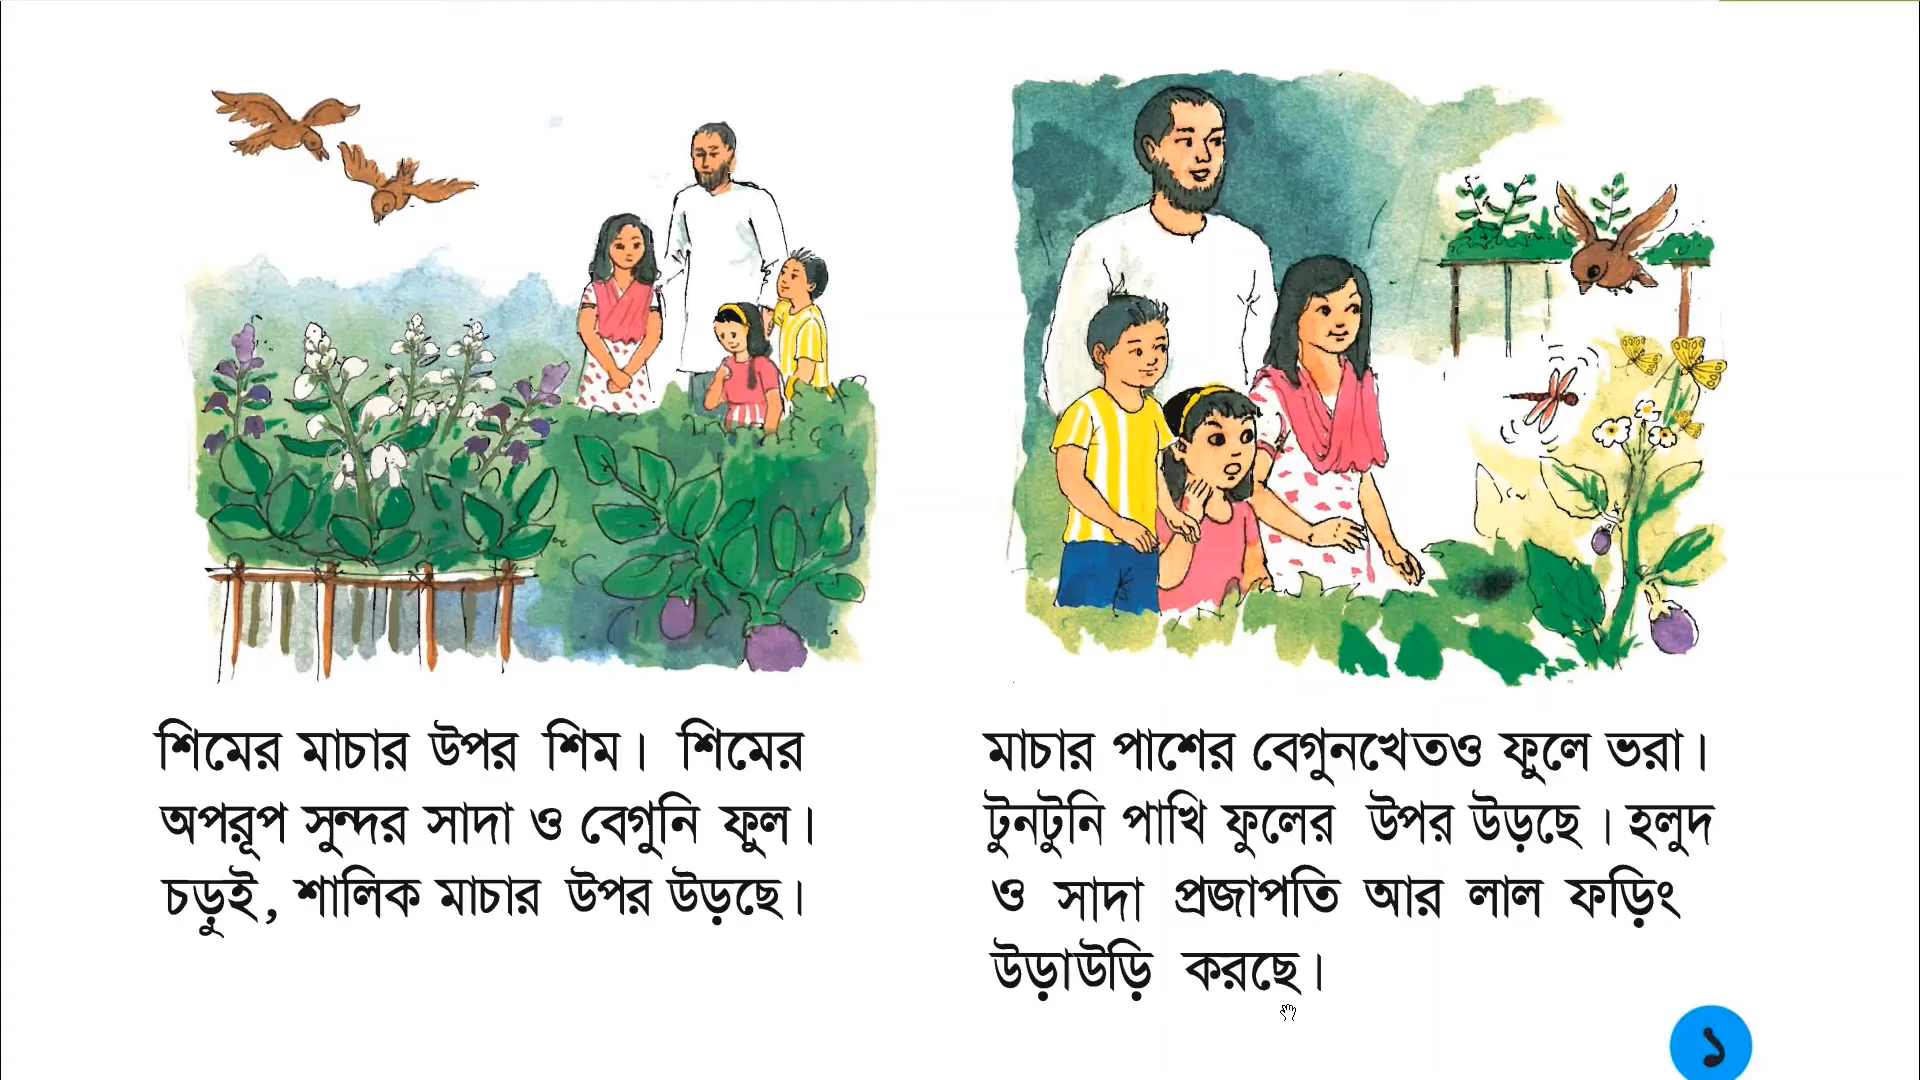 শিমের মাচার উপর শিম। শিমের
অপরূপ সুন্দর সাদা ও বেগুনি ফুল।
চড়ুই, শালিক মাচার উপর উড়ছে।
মাচার পাশের বেগুনখেতও ফুলে ভরা।
টুনটুনি পাখি ফুলের উপর উড়ছে। হলুদ
ও সাদা প্রজাপতি আর লাল ফড়িং
উড়াউড়ি করছে।
১